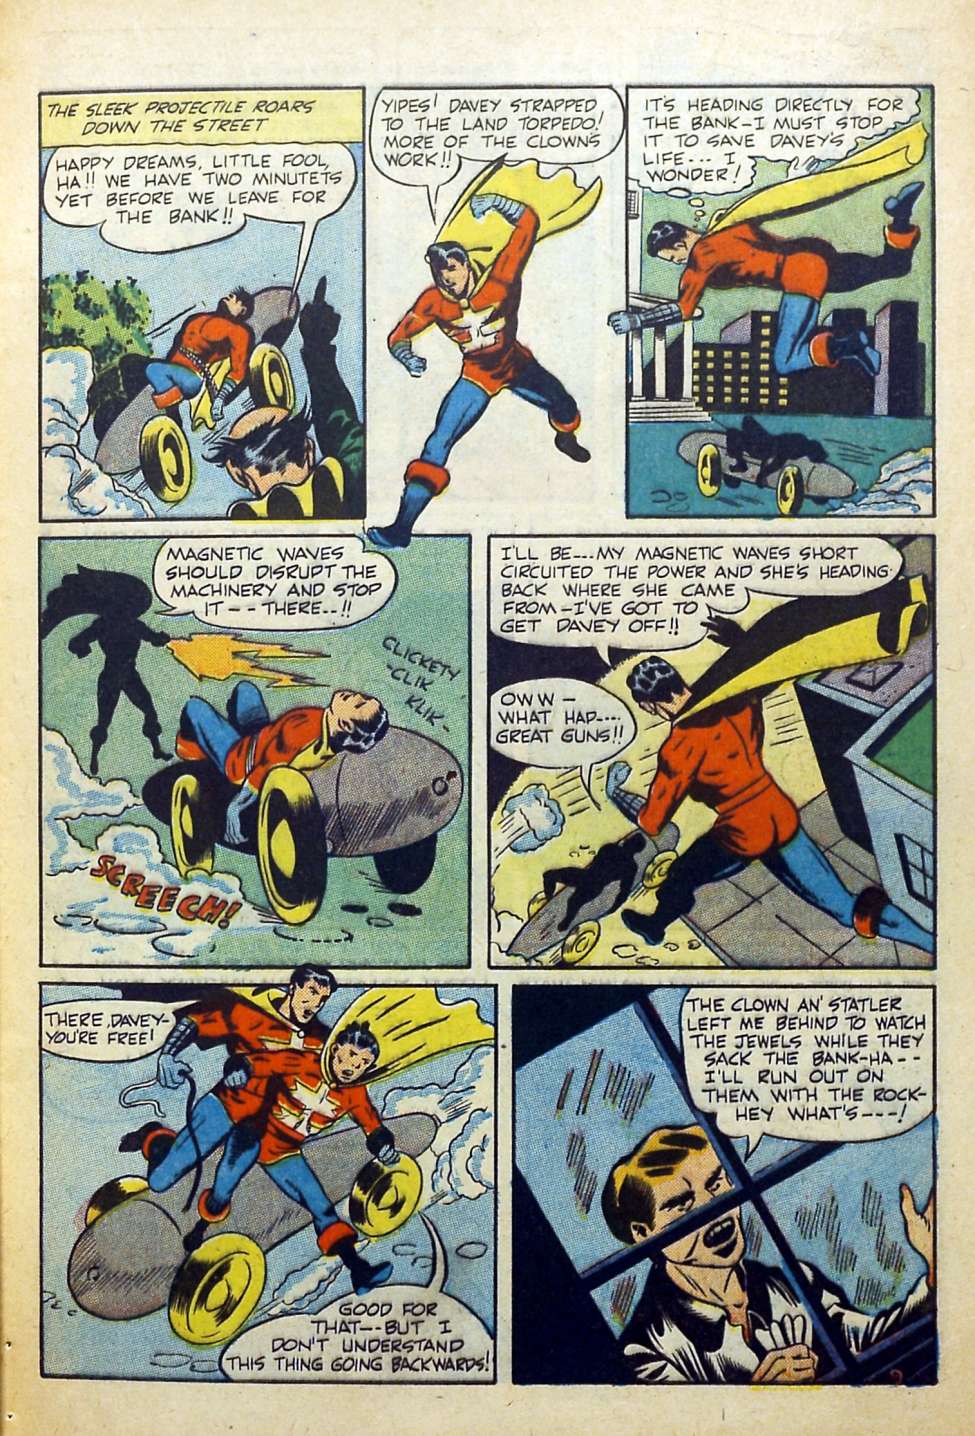 THE SLEEK PROJECTILE ROARS
DOWN THE STREET
HAPPY DREAMS, LITTLE FOOL,
HA!! WE HAVE TWO MINUTETS
YET BEFORE WE LEAVE FOR
THE BANK!!
YIPES! DAVEY STRAPPED
TO THE LAND TORPEDO!
MORE OF THE CLOWN'S
WORK!!
IT'S HEADING DIRECTLY FOR
THE BANK-I MUST STOP
IT TO SAVE DAVEY'S
LIFE--- I
WONDER!
MAGNETIC WAVES
SHOULD DISRUPT THE
MACHINERY AND STOP
IT -- THERE..!!
CLICKETY
-CLIK
KLIK-
SCREECH!
I'LL BE---MY MAGNETIC WAVES SHORT
CIRCUITED THE POWER AND SHE'S HEADING
BACK WHERE SHE CAME
FROM-I'VE GOT TO
GET DAVEY OFF!!
OWW -
WHAT HAP----
GREAT GUNS!!
THERE, DAVEY-
YOU'RE FREE!
GOOD FOR
THAT---BUT I
DON'T UNDERSTAND
THIS THING GOING BACKWARDS!
THE CLOWN AN' STATLER
LEFT ME BEHIND TO WATCH
THE JEWELS WHILE THEY
SACK THE BANK-HA--
I'LL RUN OUT ON
THEM WITH THE ROCK-
HEY WHAT'S---!
9